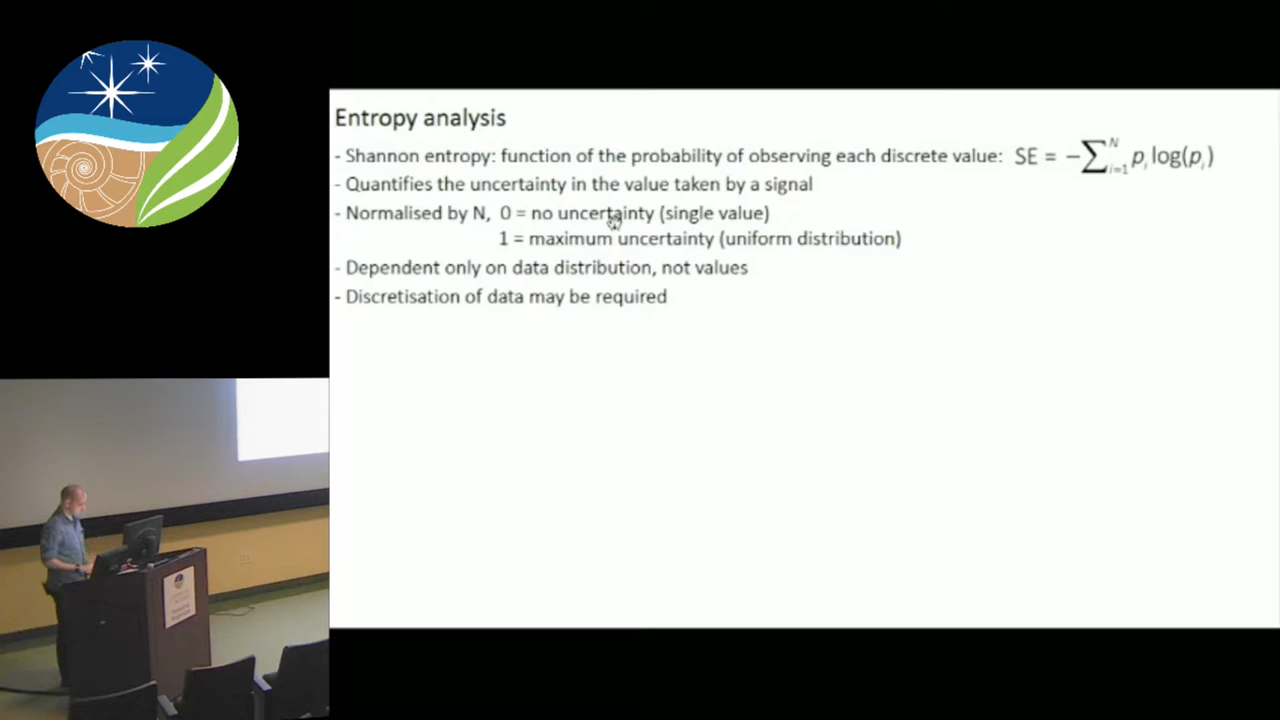 Entropy analysis
- Shannon entropy: function of the probability of observing each discrete value: SE = −∑ᵢ₌₁ᴺ pᵢ log(pᵢ)
- Quantifies the uncertainty in the value taken by a signal
- Normalised by N, 0 = no uncertainty (single value)
1 = maximum uncertainty (uniform distribution)
- Dependent only on data distribution, not values
- Discretisation of data may be required